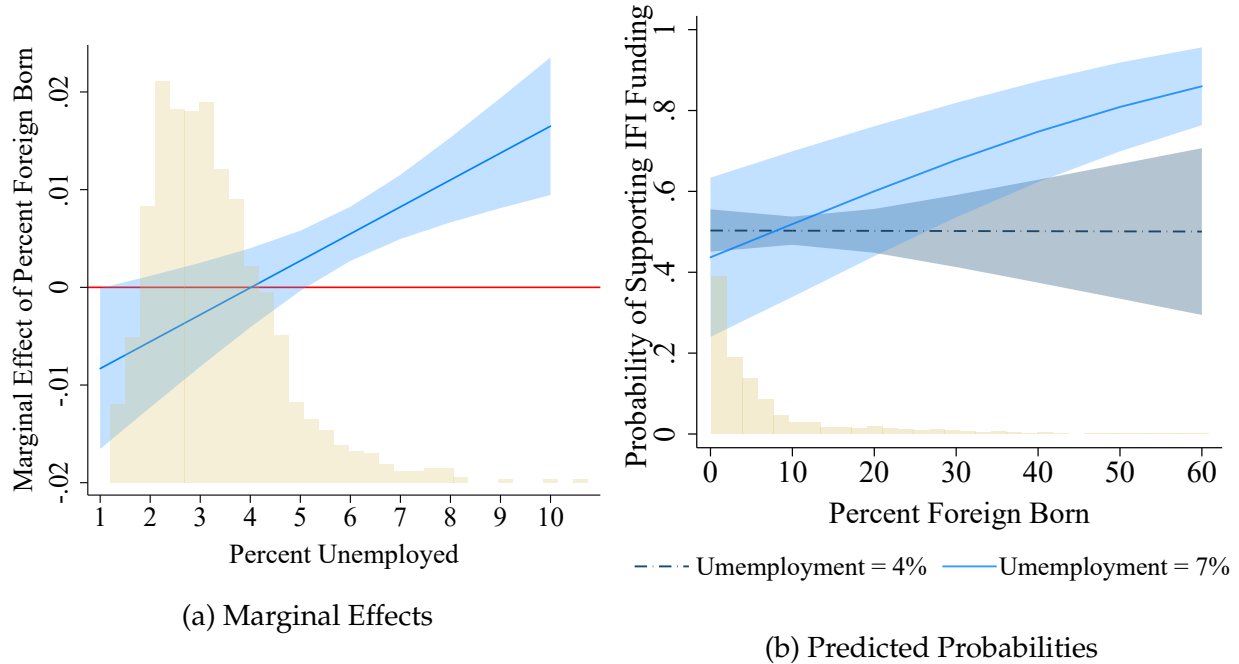 Marginal Effect of Percent Foreign Born
.02
.01
0
-.01
-.02
1 2 3 4 5 6 7 8 9 10
Percent Unemployed
(a) Marginal Effects
Probability of Supporting IFI Funding
1
.8
.6
.4
.2
0
0 10 20 30 40 50 60
Percent Foreign Born
Umemployment = 4% Umemployment = 7%
(b) Predicted Probabilities